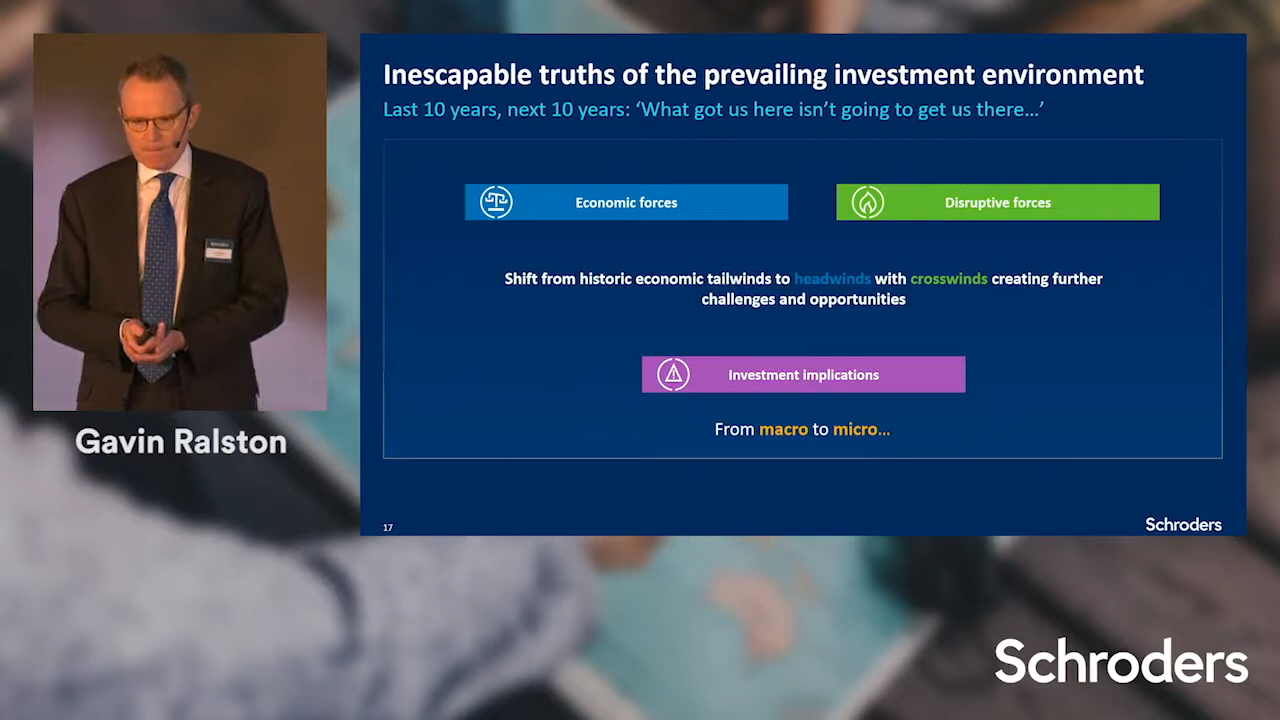 Inescapable truths of the prevailing investment environment
Last 10 years, next 10 years: ‘What got us here isn’t going to get us there…’
Economic forces
Disruptive forces
Shift from historic economic tailwinds to headwinds with crosswinds creating further
challenges and opportunities
Investment implications
From macro to micro…
17
Schroders
Gavin Ralston
Schroders